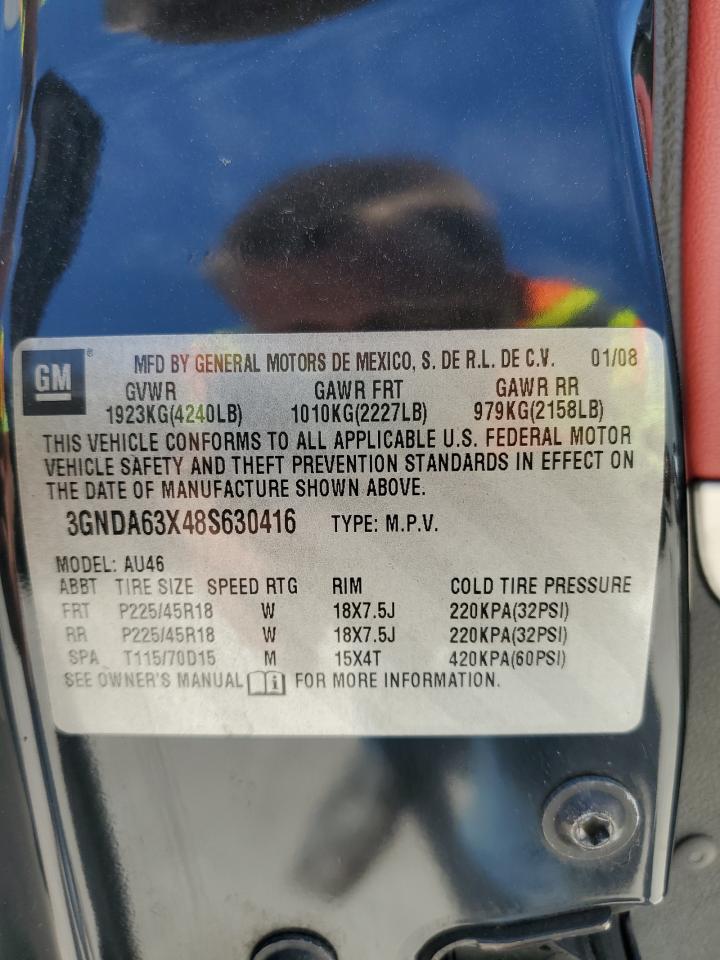 GM® MFD BY GENERAL MOTORS DE MEXICO, S. DE R.L. DE C.V. 01/08
GVWR GAWR FRT GAWR RR
1923KG(4240LB) 1010KG(2227LB) 979KG(2158LB)
THIS VEHICLE CONFORMS TO ALL APPLICABLE U.S. FEDERAL MOTOR
VEHICLE SAFETY AND THEFT PREVENTION STANDARDS IN EFFECT ON
THE DATE OF MANUFACTURE SHOWN ABOVE.
3GNDA63X48S630416 TYPE: M.P.V.
MODEL: AU46
ABBT TIRE SIZE SPEED RTG RIM COLD TIRE PRESSURE
FRT P225/45R18 W 18X7.5J 220KPA(32PSI)
RR P225/45R18 W 18X7.5J 220KPA(32PSI)
SPA T115/70D15 M 15X4T 420KPA(60PSI)
SEE OWNER'S MANUAL i FOR MORE INFORMATION.